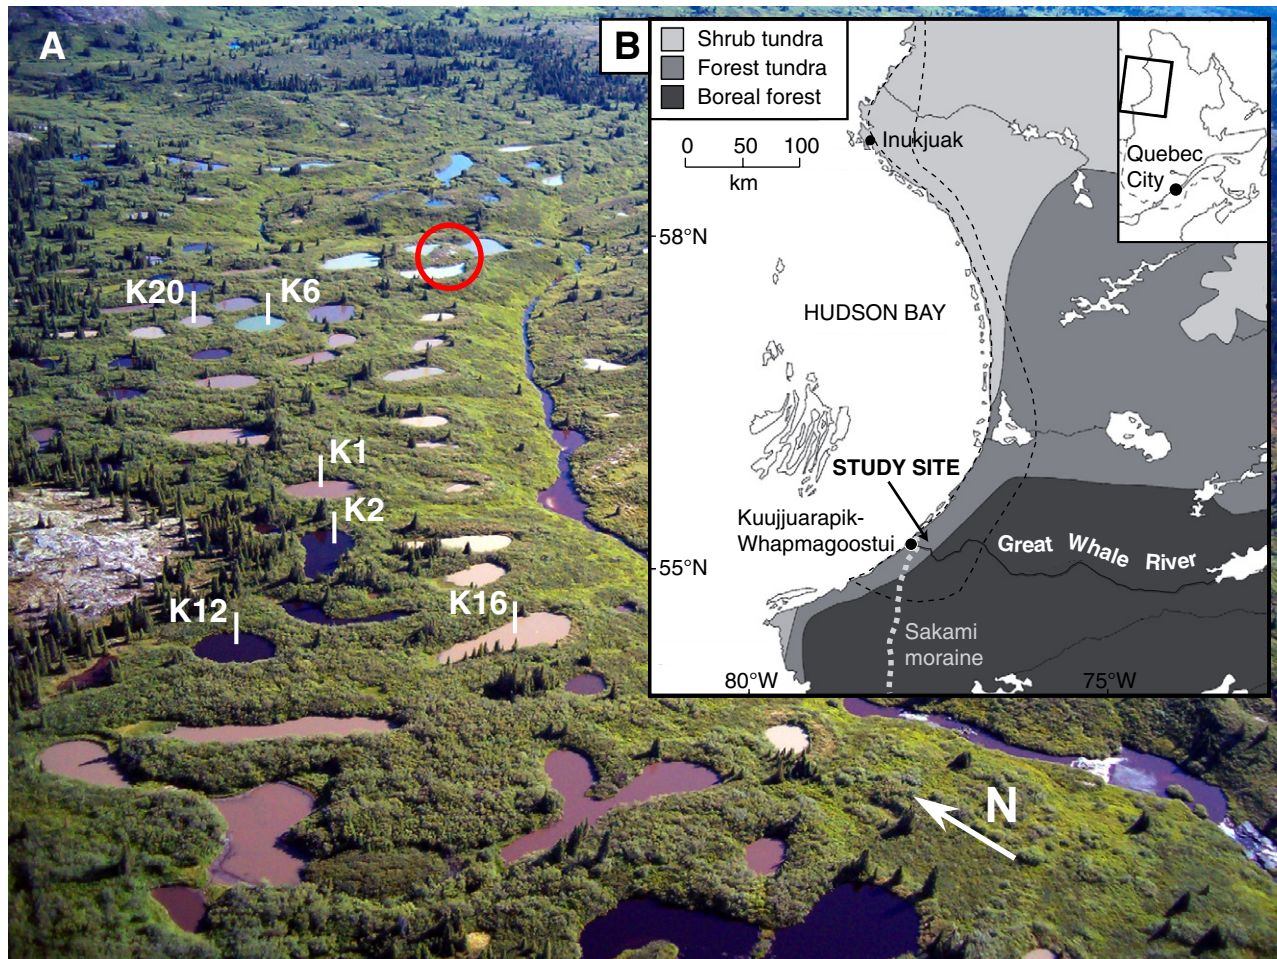 A
K20
K6
K1
K2
K12
K16
N
B
Shrub tundra
Forest tundra
Boreal forest
0 50 100
km
Inukjuak
Quebec
City
58°N
HUDSON BAY
STUDY SITE
Kuujjuarapik-
Whapmagoostui
Great Whale River
55°N
Sakami
moraine
80°W
75°W